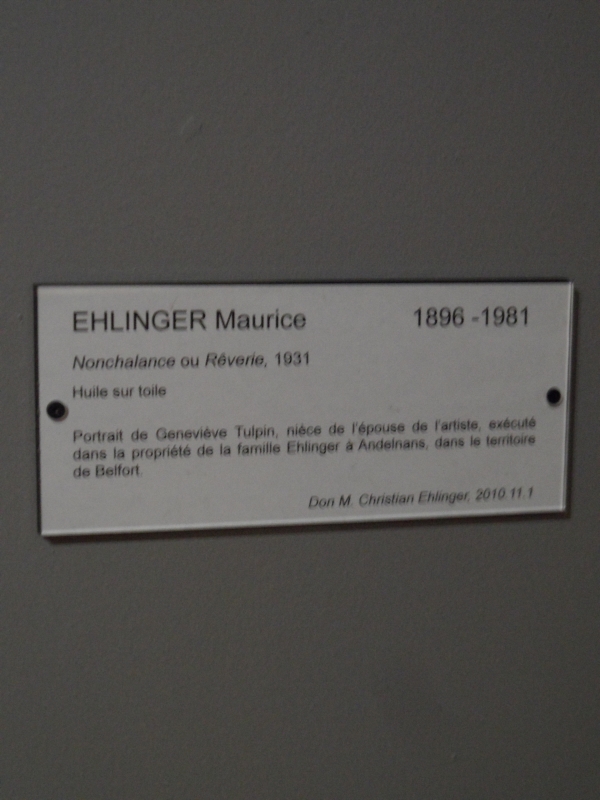 EHLINGER Maurice 1896 -1981
Nonchalance ou Rêverie, 1931
Huile sur toile
Portrait de Geneviève Tulpin, nièce de l'épouse de l'artiste, exécuté
dans la propriété de la famille Ehlinger à Andelnans, dans le territoire
de Belfort.
Don M. Christian Ehlinger, 2010.11.1